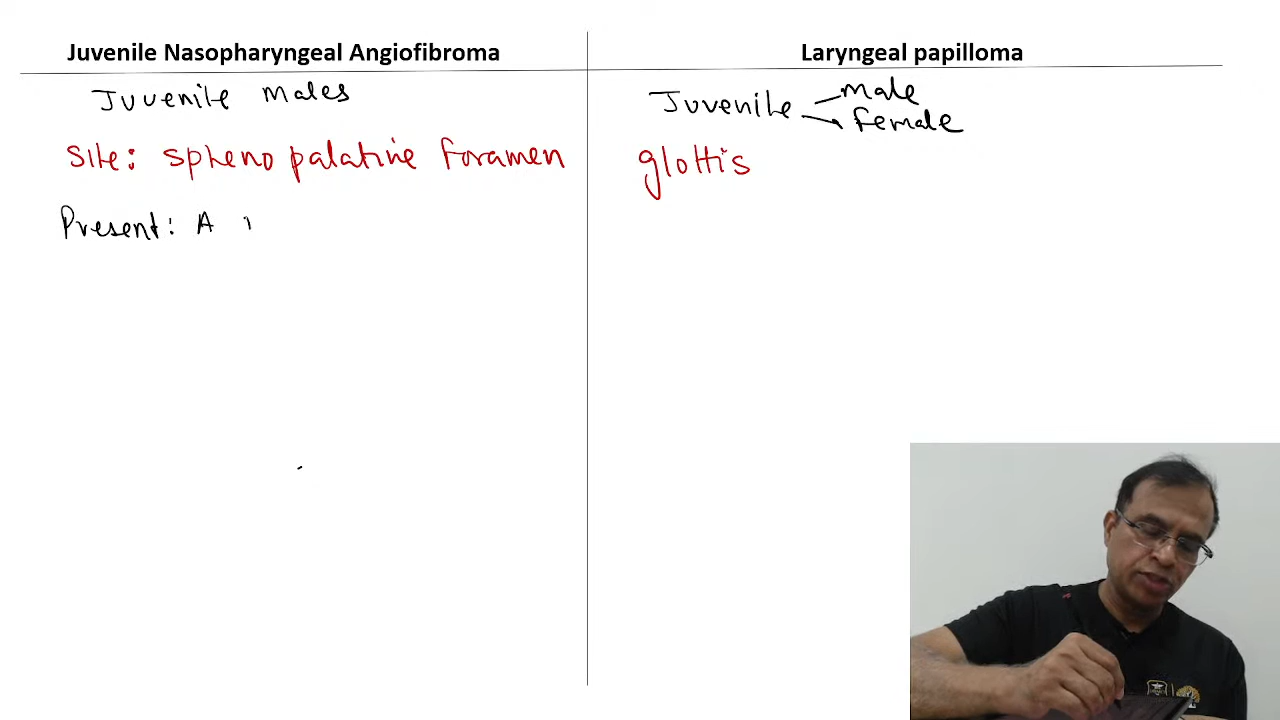 Juvenile Nasopharyngeal Angiofibroma
Juvenile males
Site: spheno palatine foramen
Present: A
Laryngeal papilloma
Juvenile male
female
glottis